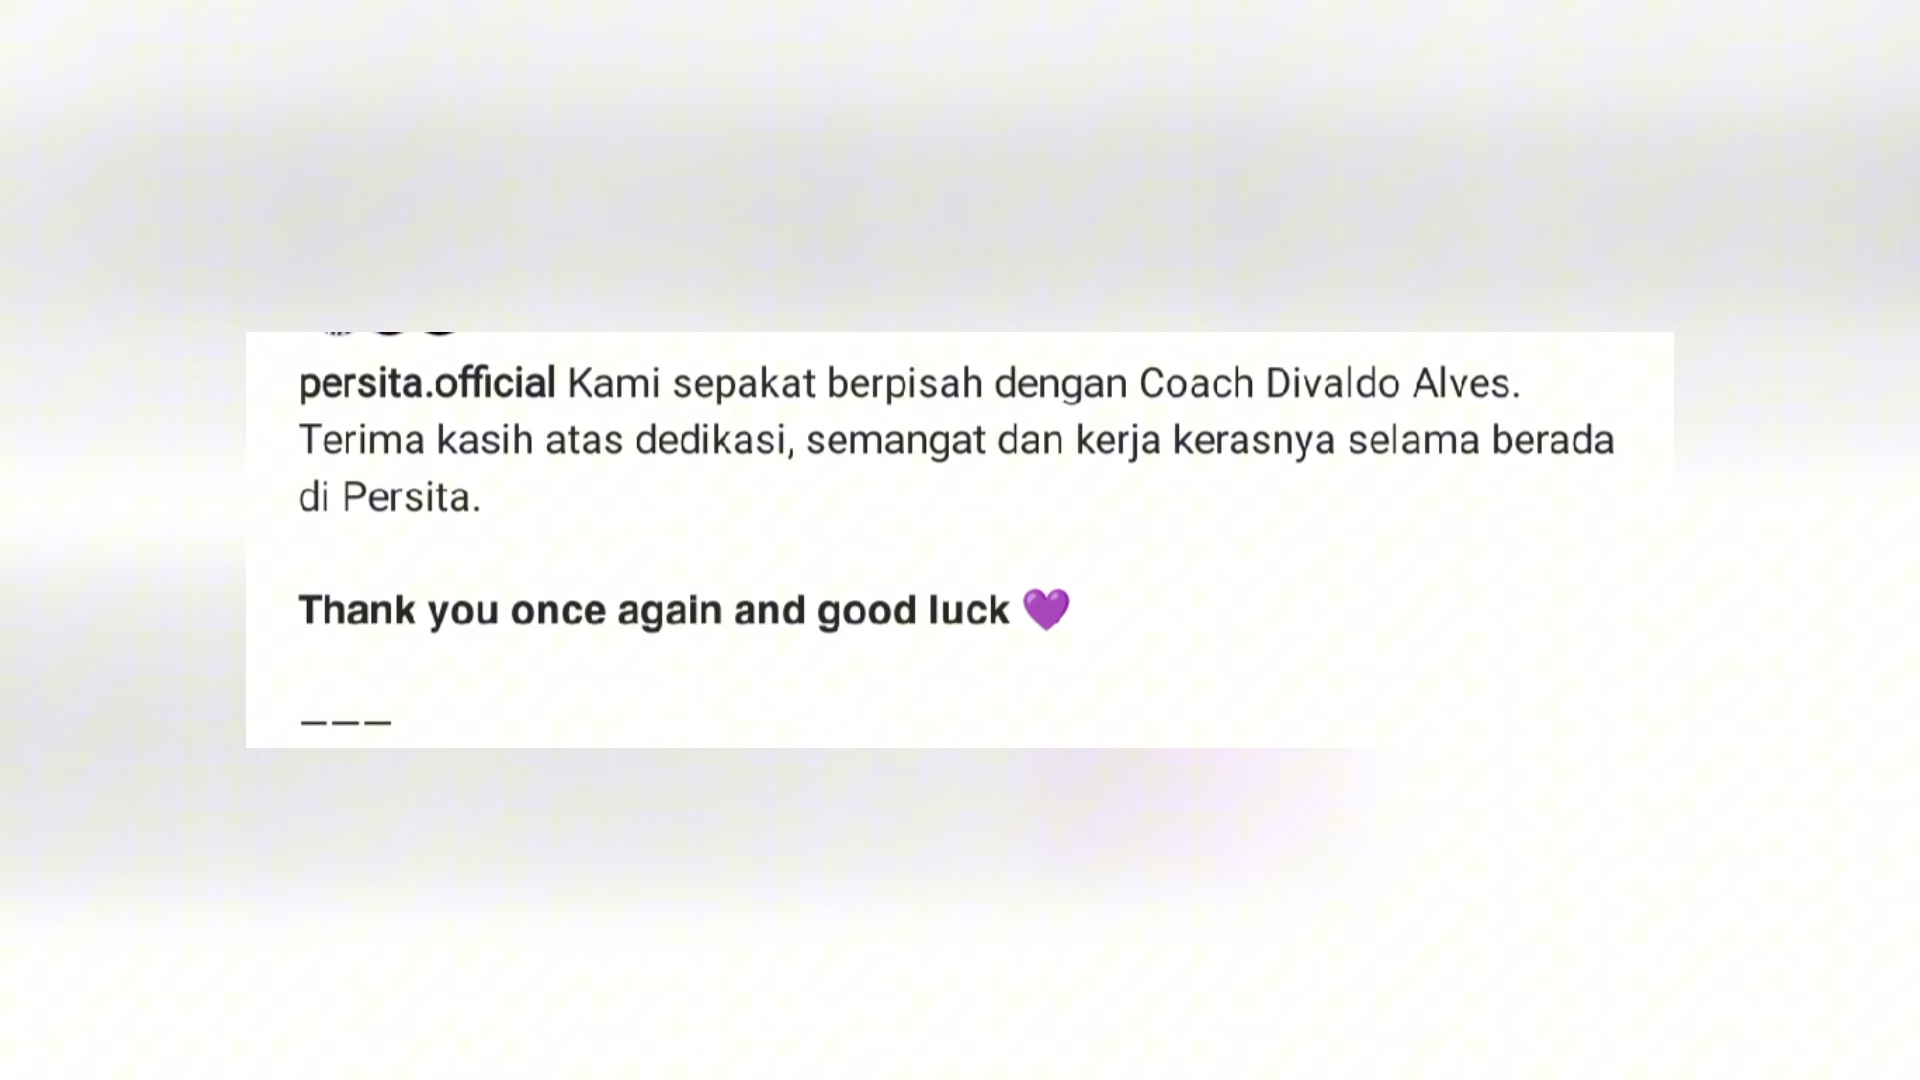 persita.official Kami sepakat berpisah dengan Coach Divaldo Alves.
Terima kasih atas dedikasi, semangat dan kerja kerasnya selama berada
di Persita.
Thank you once again and good luck 💜
———